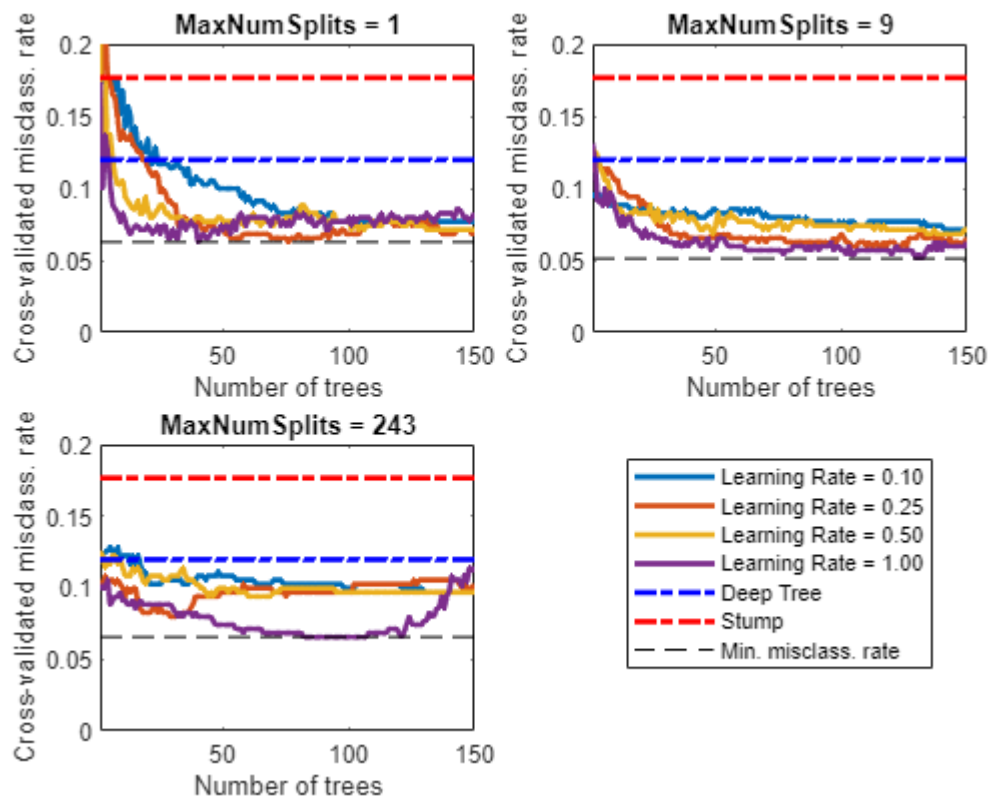 MaxNumSplits = 1
Cross-validated misclass. rate
0.2
0.15
0.1
0.05
0
50
100
150
Number of trees
MaxNumSplits = 9
Cross-validated misclass. rate
0.2
0.15
0.1
0.05
0
50
100
150
Number of trees
MaxNumSplits = 243
Cross-validated misclass. rate
0.2
0.15
0.1
0.05
0
50
100
150
Number of trees
Learning Rate = 0.10
Learning Rate = 0.25
Learning Rate = 0.50
Learning Rate = 1.00
Deep Tree
Stump
Min. misclass. rate